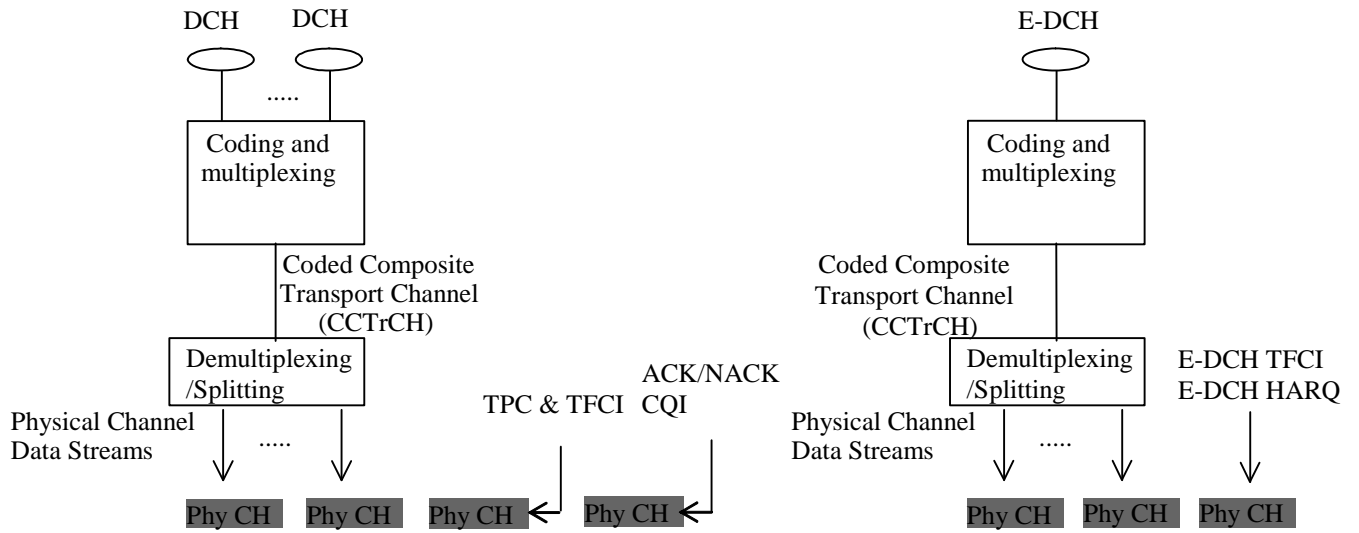 DCH DCH
.....
Coding and
multiplexing
Coded Composite
Transport Channel
(CCTrCH)
Demultiplexing
/Splitting
Physical Channel
Data Streams
.....
TPC & TFCI
ACK/NACK
CQI
Phy CH Phy CH Phy CH Phy CH
E-DCH
Coding and
multiplexing
Coded Composite
Transport Channel
(CCTrCH)
Demultiplexing
/Splitting
E-DCH TFCI
E-DCH HARQ
Physical Channel
Data Streams
.....
Phy CH Phy CH Phy CH